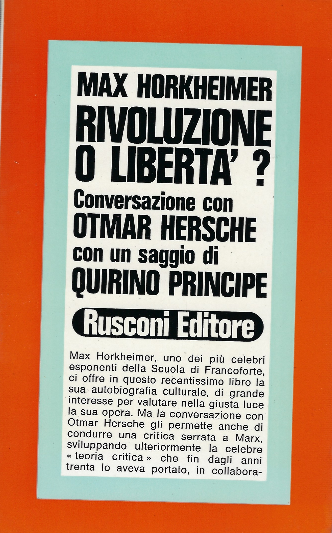 MAX HORKHEIMER
RIVOLUZIONE
O LIBERTA' ?
Conversazione con
OTMAR HERSCHE
con un saggio di
QUIRINO PRINCIPE
Rusconi Editore
Max Horkheimer, uno dei più celebri
esponenti della Scuola di Francoforte,
ci offre in questo recentissimo libro la
sua autobiografia culturale, di grande
interesse per valutare nella giusta luce
la sua opera. Ma la conversazione con
Otmar Hersche gli permette anche di
condurre una critica serrata a Marx,
sviluppando ulteriormente la celebre
« teoria critica » che fin dagli anni
trenta lo aveva portato, in collabora-